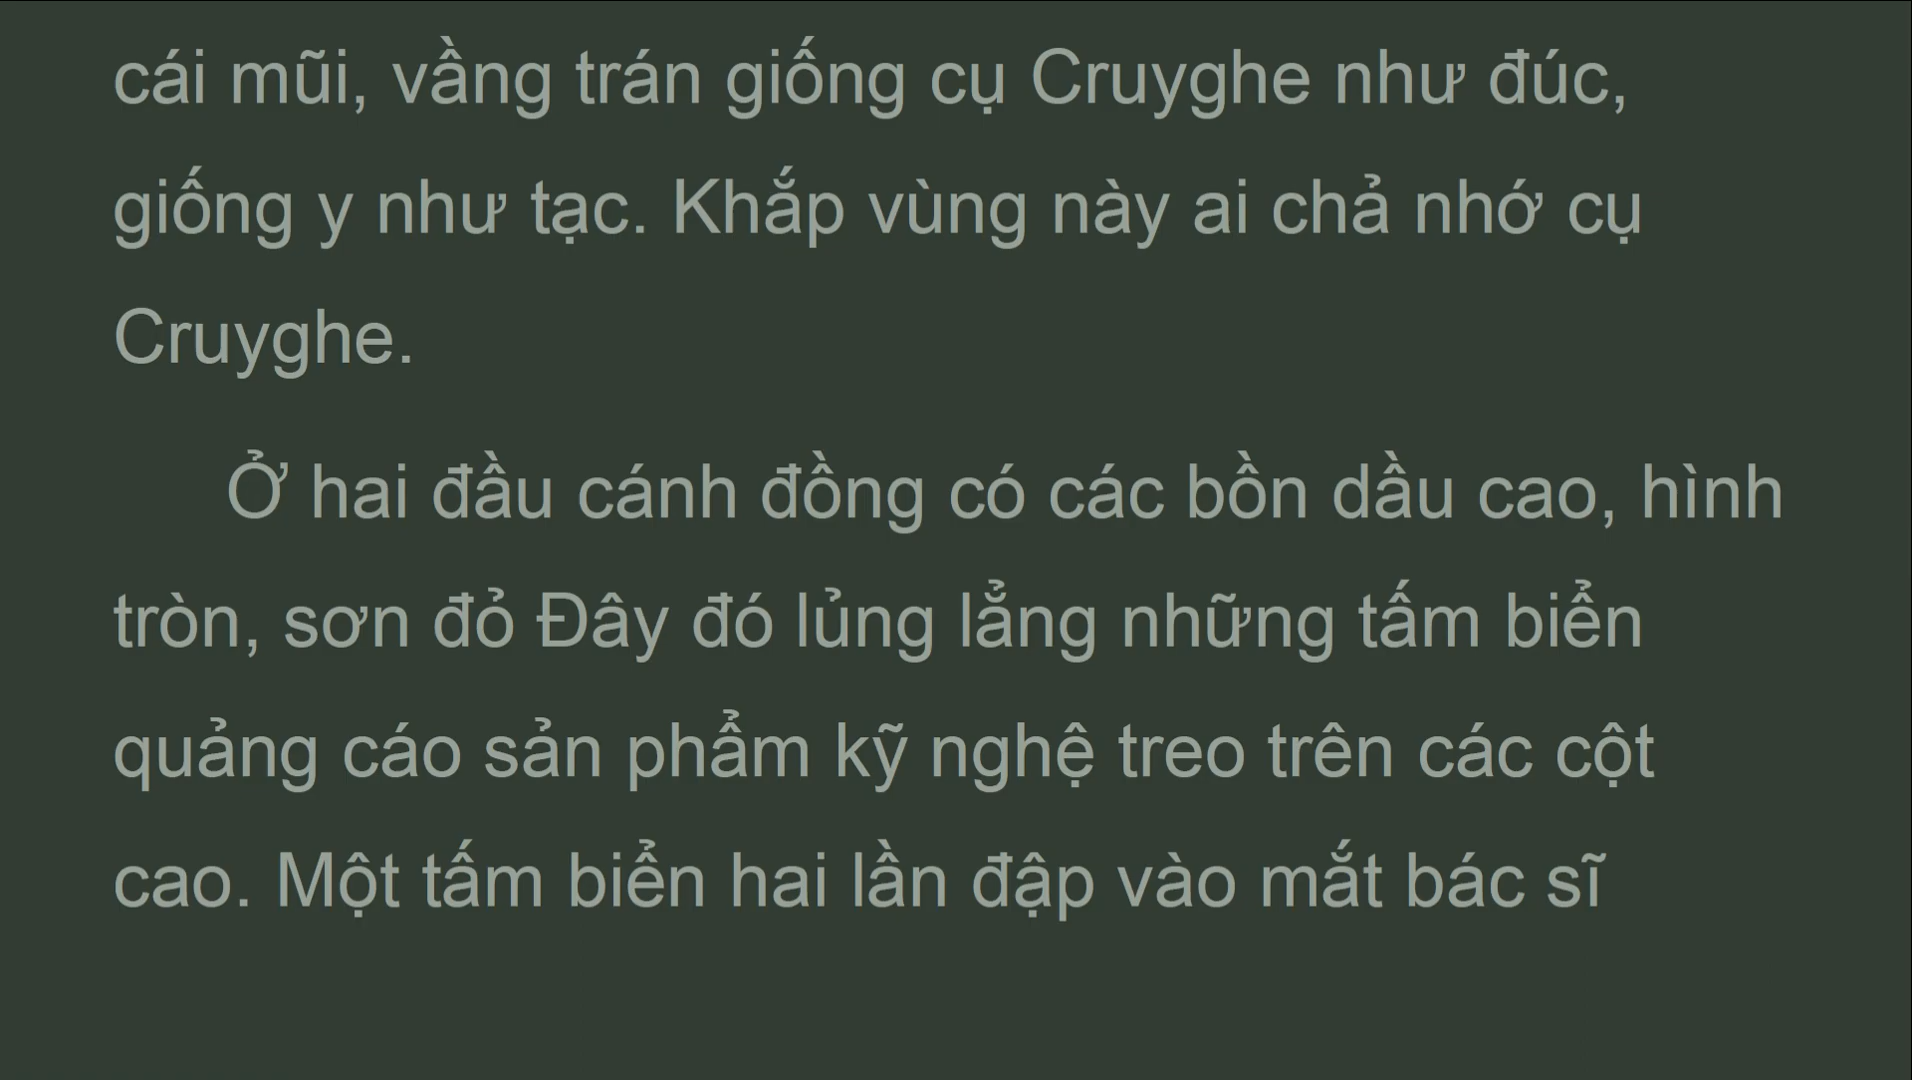 cái mũi, vầng trán giống cụ Cruyghe như đúc,
giống y như tạc. Khắp vùng này ai chả nhớ cụ
Cruyghe.
Ở hai đầu cánh đồng có các bồn dầu cao, hình
tròn, sơn đỏ Đây đó lủng lẳng những tấm biển
quảng cáo sản phẩm kỹ nghệ treo trên các cột
cao. Một tấm biển hai lần đập vào mắt bác sĩ